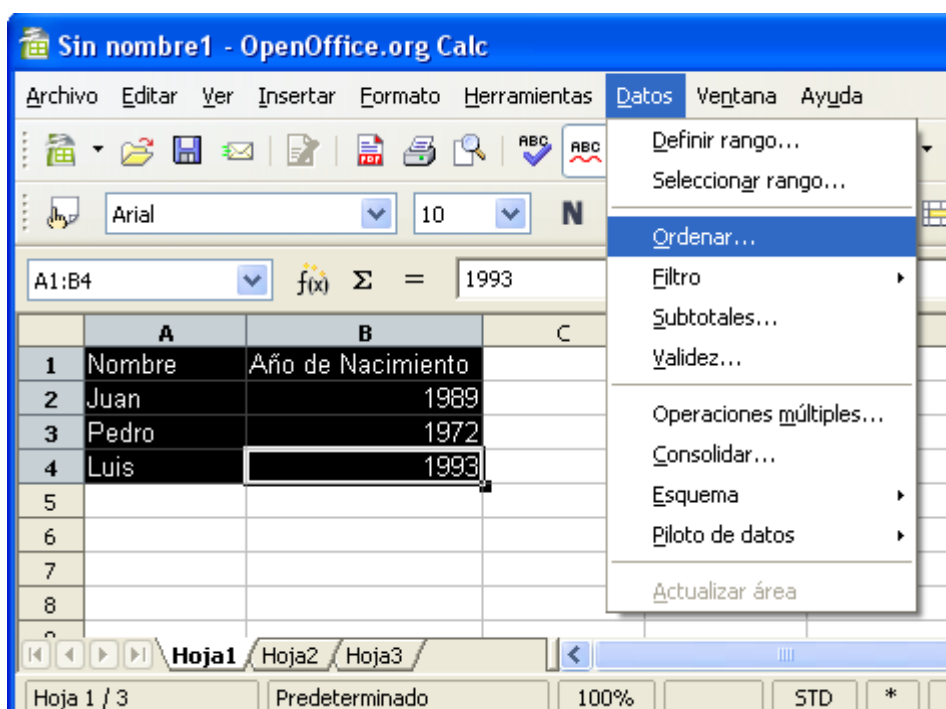 Sin nombre1 - OpenOffice.org Calc
Archivo Editar Ver Insertar Formato Herramientas Datos Ventana Ayuda
ABC ABC
PDF
Arial 10 N
A1:B4 f(x) Σ = 1993
A B C
1 Nombre Año de Nacimiento
2 Juan 1989
3 Pedro 1972
4 Luis 1993
5
6
7
8
Definir rango...
Seleccionar rango...
Ordenar...
Filtro
Subtotales...
Validez...
Operaciones múltiples...
Consolidar...
Esquema
Piloto de datos
Actualizar área
Hoja1 Hoja2 Hoja3
Hoja 1 / 3 Predeterminado 100% STD *